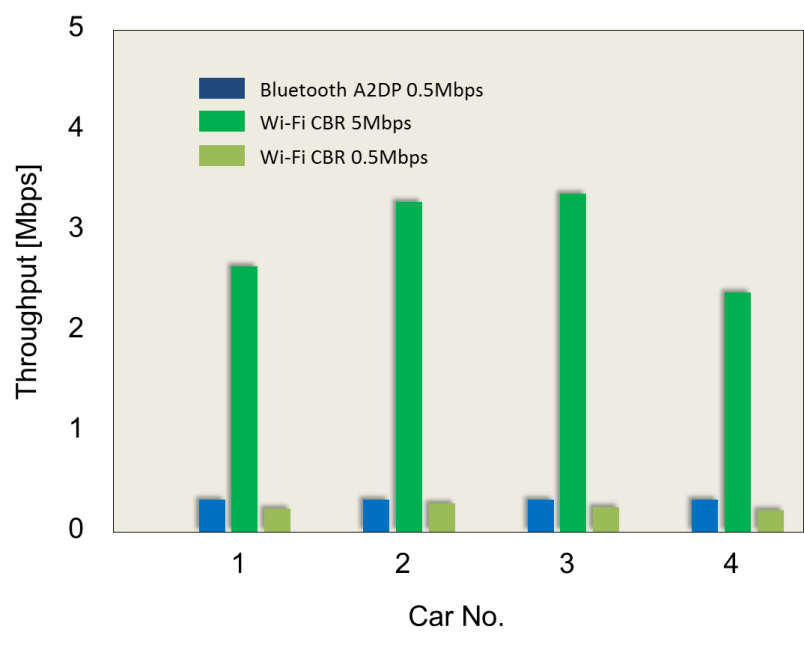 5
4
3
2
1
0
Throughput [Mbps]
Bluetooth A2DP 0.5Mbps
Wi-Fi CBR 5Mbps
Wi-Fi CBR 0.5Mbps
1 2 3 4
Car No.